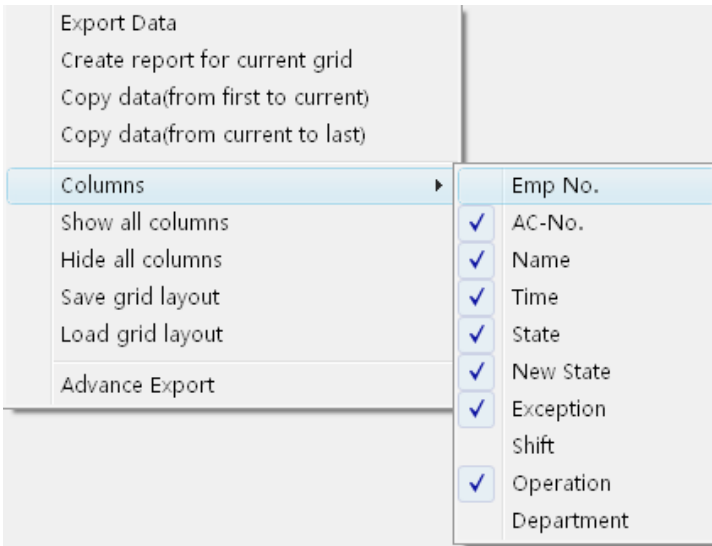 Export Data
Create report for current grid
Copy data(from first to current)
Copy data(from current to last)
Columns
Show all columns
Hide all columns
Save grid layout
Load grid layout
Advance Export
Emp No.
AC-No.
Name
Time
State
New State
Exception
Shift
Operation
Department